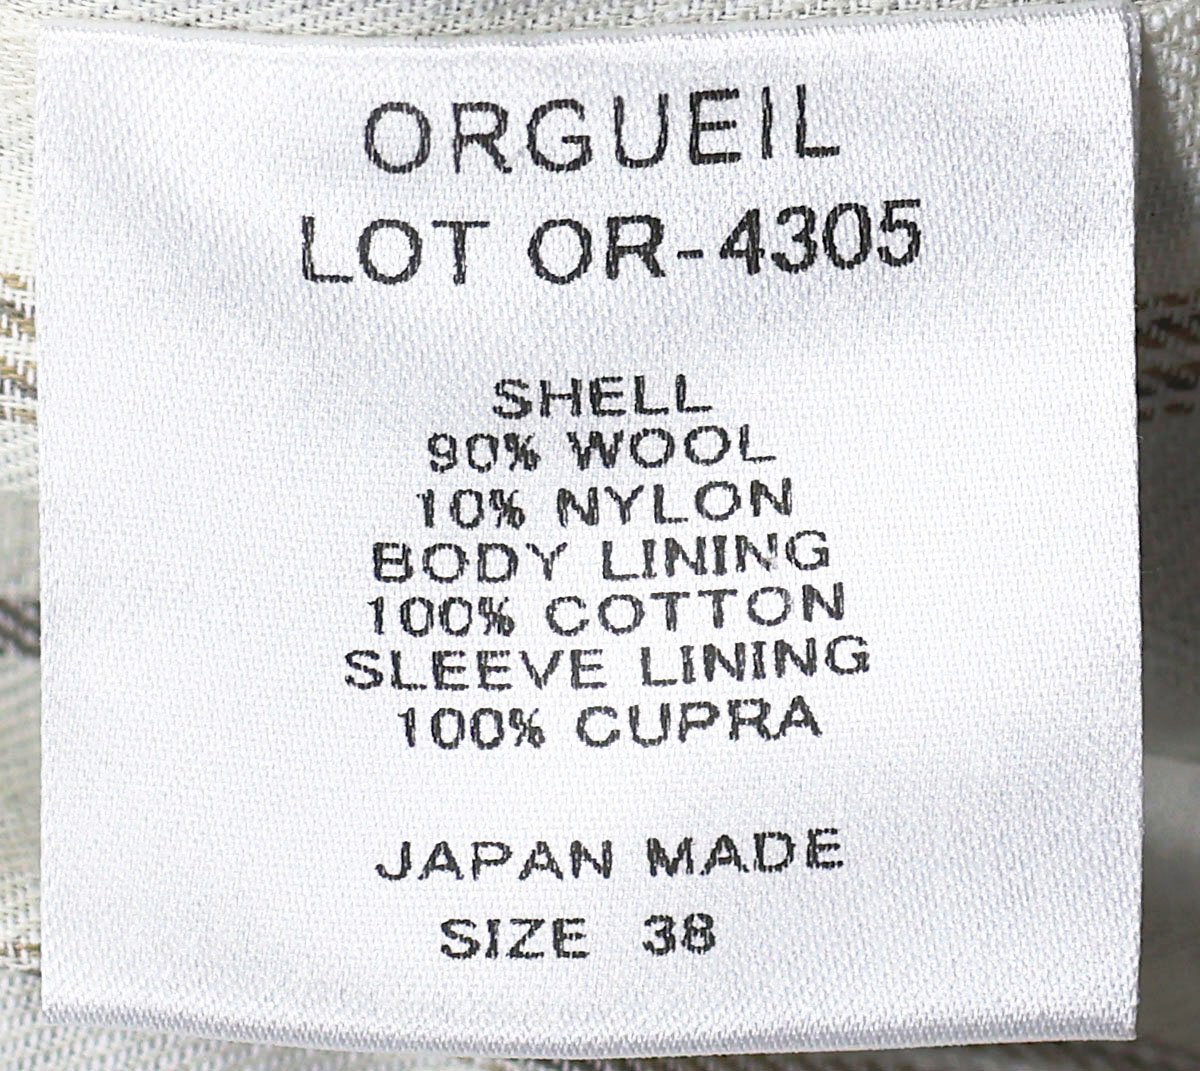 ORGUEIL
LOT OR-4305
SHELL
90% WOOL
10% NYLON
BODY LINING
100% COTTON
SLEEVE LINING
100% CUPRA
JAPAN MADE
SIZE 38